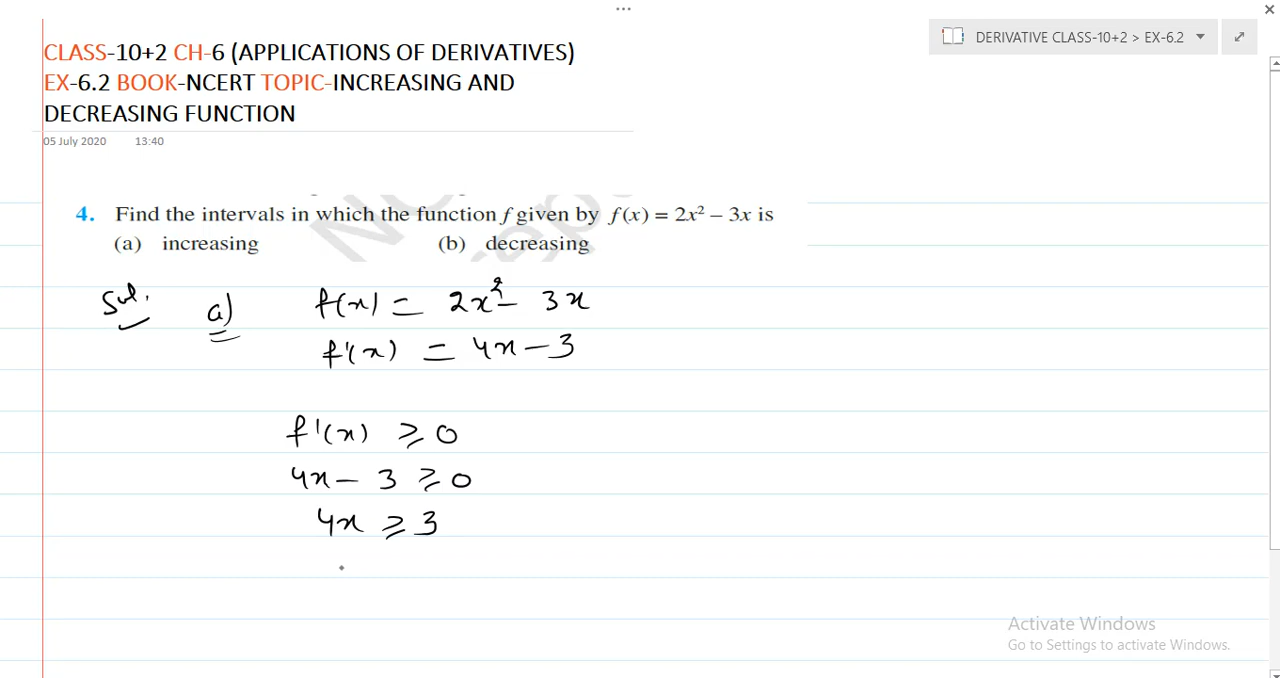 CLASS-10+2 CH-6 (APPLICATIONS OF DERIVATIVES)
EX-6.2 BOOK-NCERT TOPIC-INCREASING AND
DECREASING FUNCTION
DERIVATIVE CLASS-10+2 > EX-6.2
05 July 2020 13:40
4. Find the intervals in which the function f given by f(x) = 2x² – 3x is
(a) increasing (b) decreasing
Sol. a) f(x) = 2x² - 3x
f'(x) = 4x - 3
f'(x) ≥ 0
4x - 3 ≥ 0
4x ≥ 3
Activate Windows
Go to Settings to activate Windows.